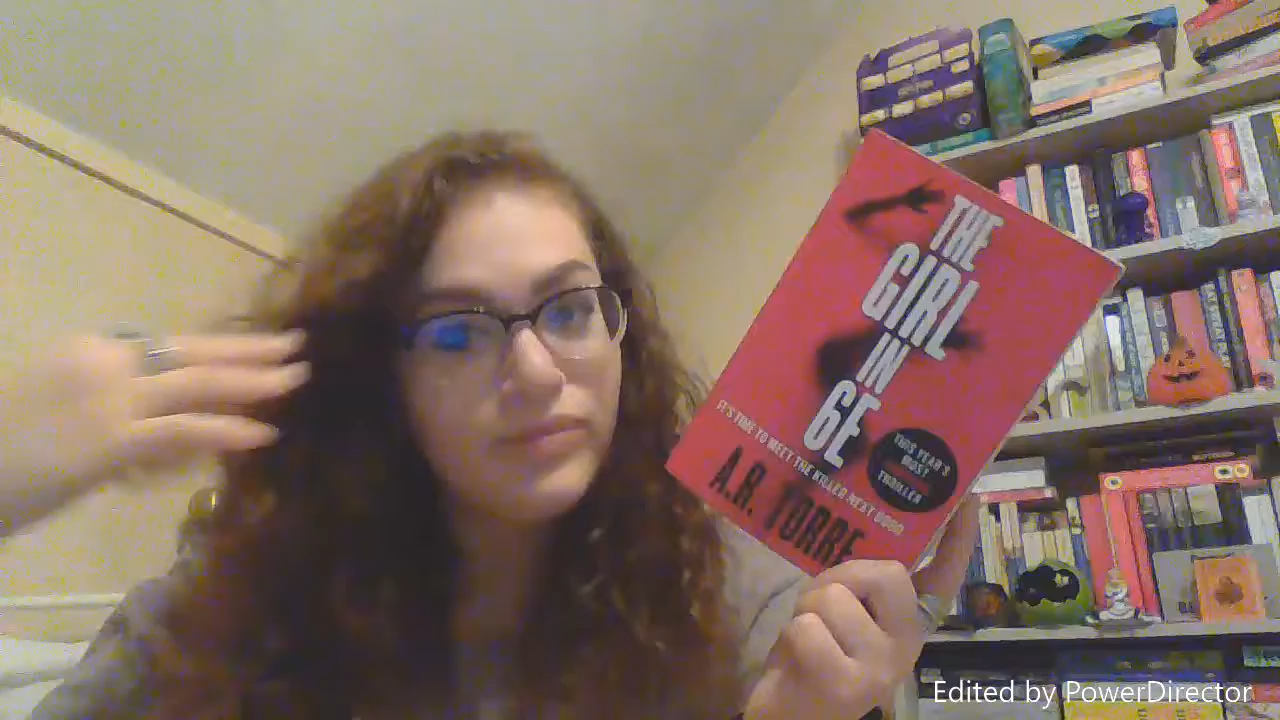 THE
GIRL
IN
6E
IT'S TIME TO MEET THE KILLER NEXT DOOR
THIS YEAR'S
MOST
THRILLER
A.R. TORRE
Edited by PowerDirector